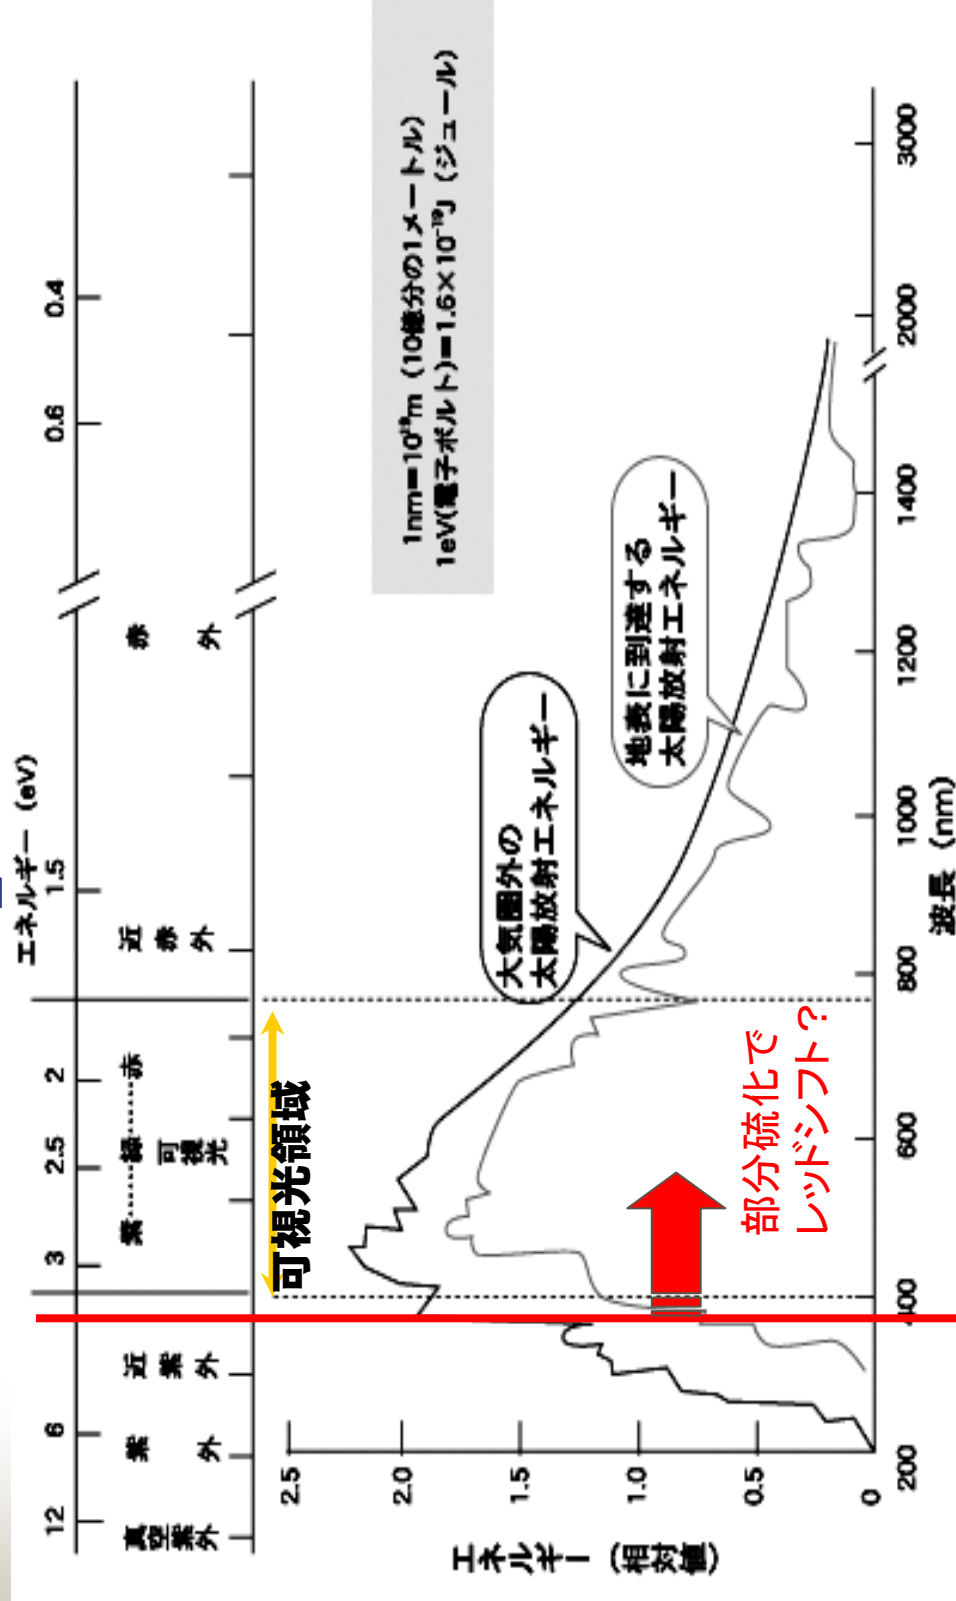 エネルギー（eV）
12
6
3
2.5
2
1.5
0.6
0.4
真空紫外
紫外
近紫外
紫………緑………赤
可視光
近赤外
赤外
可視光領域
1nm=10⁻⁹m（10億分の1メートル）
1eV(電子ボルト)=1.6×10⁻¹⁹J（ジュール）
大気圏外の
太陽放射エネルギー
地表に到達する
太陽放射エネルギー
部分硫化で
レッドシフト？
エネルギー（相対値）
2.5
2.0
1.5
1.0
0.5
0
200
400
600
800
1000
1200
1400
2000
3000
波長（nm）